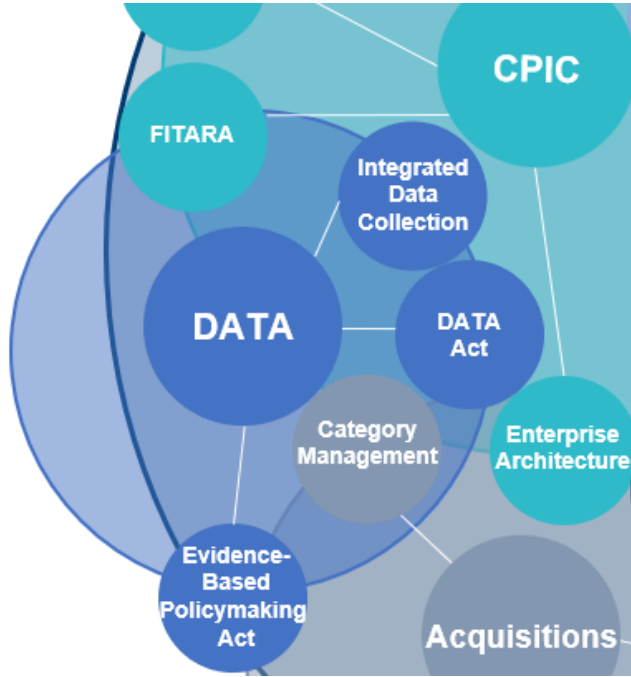 CPIC
FITARA
Integrated
Data
Collection
DATA
DATA
Act
Category
Management
Enterprise
Architecture
Evidence-
Based
Policymaking
Act
Acquisitions